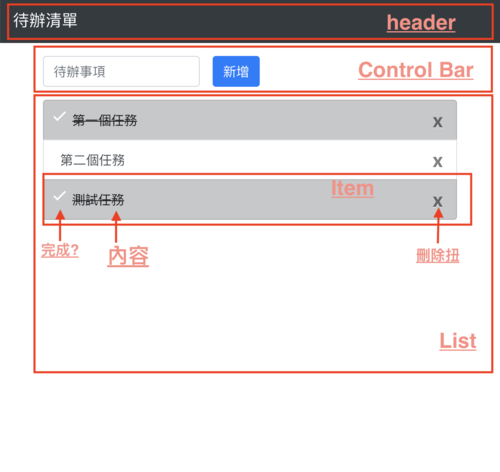 待辦清單
header
待辦事項
新增
Control Bar
第一個任務
x
第二個任務
x
Item
測試任務
x
完成?
內容
刪除扭
List